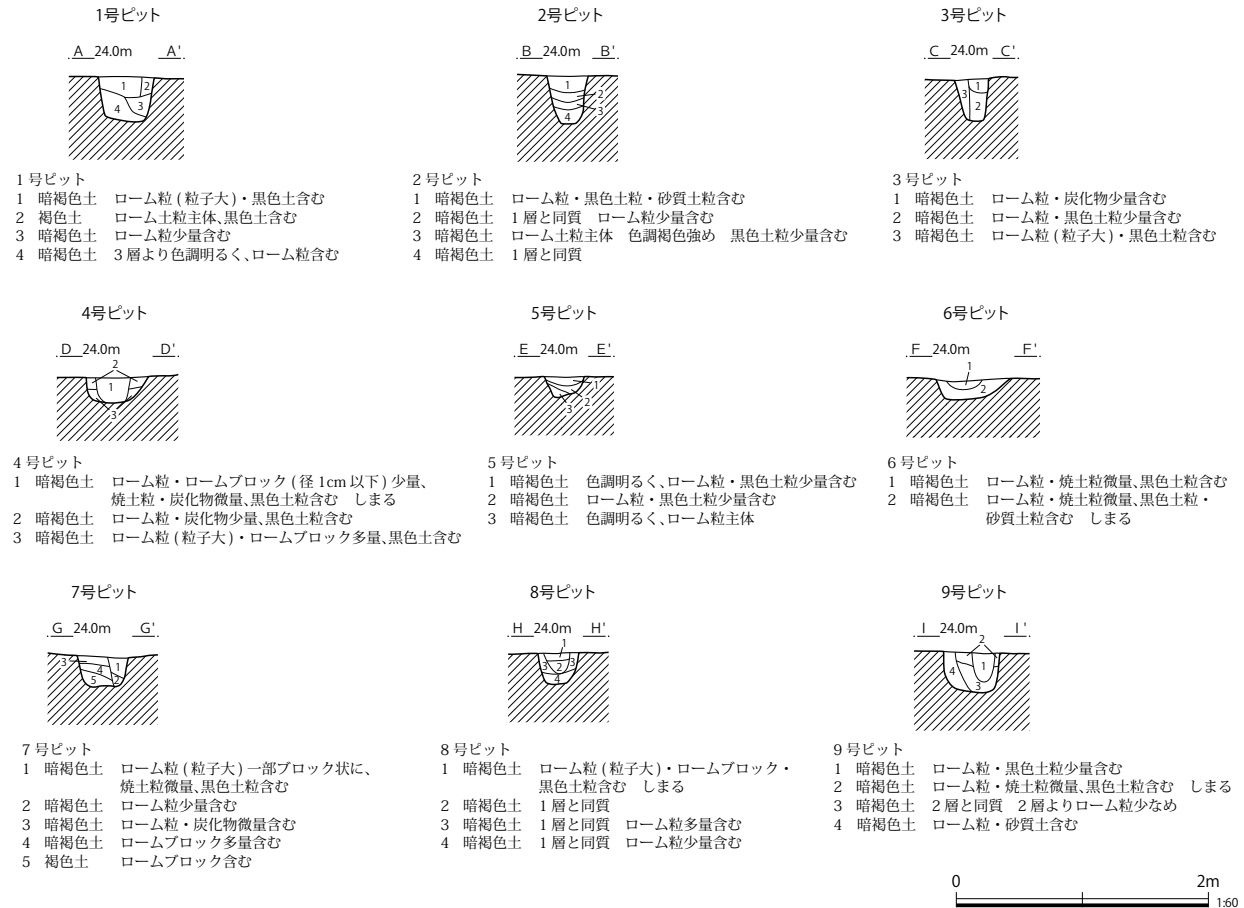 1号ピット
A 24.0m A'
1 2
4 3
1号ピット
1 暗褐色土 ローム粒(粒子大)・黒色土含む
2 褐色土 ローム土粒主体、黒色土含む
3 暗褐色土 ローム粒少量含む
4 暗褐色土 3層より色調明るく、ローム粒含む
2号ピット
B 24.0m B'
1
2
3
4
2号ピット
1 暗褐色土 ローム粒・黒色土粒・砂質土粒含む
2 暗褐色土 1層と同質 ローム粒少量含む
3 暗褐色土 ローム土粒主体 色調褐色強め 黒色土粒少量含む
4 暗褐色土 1層と同質
3号ピット
C 24.0m C'
3 1
2
3号ピット
1 暗褐色土 ローム粒・炭化物少量含む
2 暗褐色土 ローム粒・黒色土粒少量含む
3 暗褐色土 ローム粒(粒子大)・黒色土粒含む
4号ピット
D 24.0m D'
2
1
3
4号ピット
1 暗褐色土 ローム粒・ロームブロック(径1cm以下)少量、
焼土粒・炭化物微量、黒色土粒含む しまる
2 暗褐色土 ローム粒・炭化物少量、黒色土粒含む
3 暗褐色土 ローム粒(粒子大)・ロームブロック多量、黒色土含む
5号ピット
E 24.0m E'
1
2
3
5号ピット
1 暗褐色土 色調明るく、ローム粒・黒色土粒少量含む
2 暗褐色土 ローム粒・黒色土粒少量含む
3 暗褐色土 色調明るく、ローム粒主体
6号ピット
F 24.0m F'
1
2
6号ピット
1 暗褐色土 ローム粒・焼土粒微量、黒色土粒含む
2 暗褐色土 ローム粒・焼土粒微量、黒色土粒・
砂質土粒含む しまる
7号ピット
G 24.0m G'
3 4 1
5 2
7号ピット
1 暗褐色土 ローム粒(粒子大)一部ブロック状に、
焼土粒微量、黒色土粒含む
2 暗褐色土 ローム粒少量含む
3 暗褐色土 ローム粒・炭化物微量含む
4 暗褐色土 ロームブロック多量含む
5 褐色土 ロームブロック含む
8号ピット
H 24.0m H'
1
3 2 3
4
8号ピット
1 暗褐色土 ローム粒(粒子大)・ロームブロック・
黒色土粒含む しまる
2 暗褐色土 1層と同質
3 暗褐色土 1層と同質 ローム粒多量含む
4 暗褐色土 1層と同質 ローム粒少量含む
9号ピット
I 24.0m I'
2
4 1
3
9号ピット
1 暗褐色土 ローム粒・黒色土粒少量含む
2 暗褐色土 ローム粒・焼土粒微量、黒色土粒含む しまる
3 暗褐色土 2層と同質 2層よりローム粒少なめ
4 暗褐色土 ローム粒・砂質土含む
0 2m
1:60